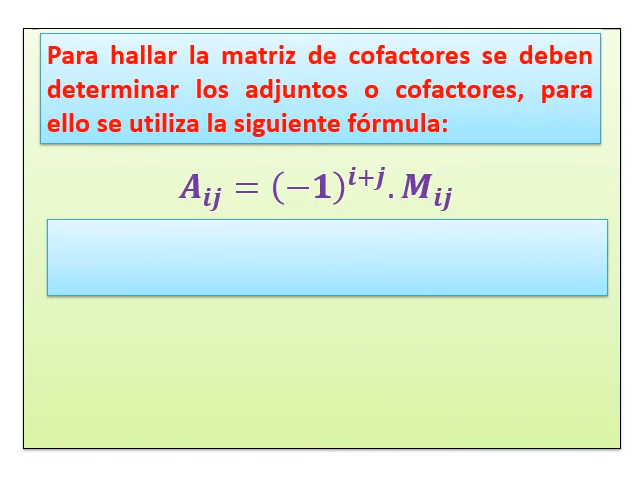 Para hallar la matriz de cofactores se deben
determinar los adjuntos o cofactores, para
ello se utiliza la siguiente fórmula:
𝑨ᵢⱼ = (−𝟏)ⁱ⁺ʲ. 𝑴ᵢⱼ